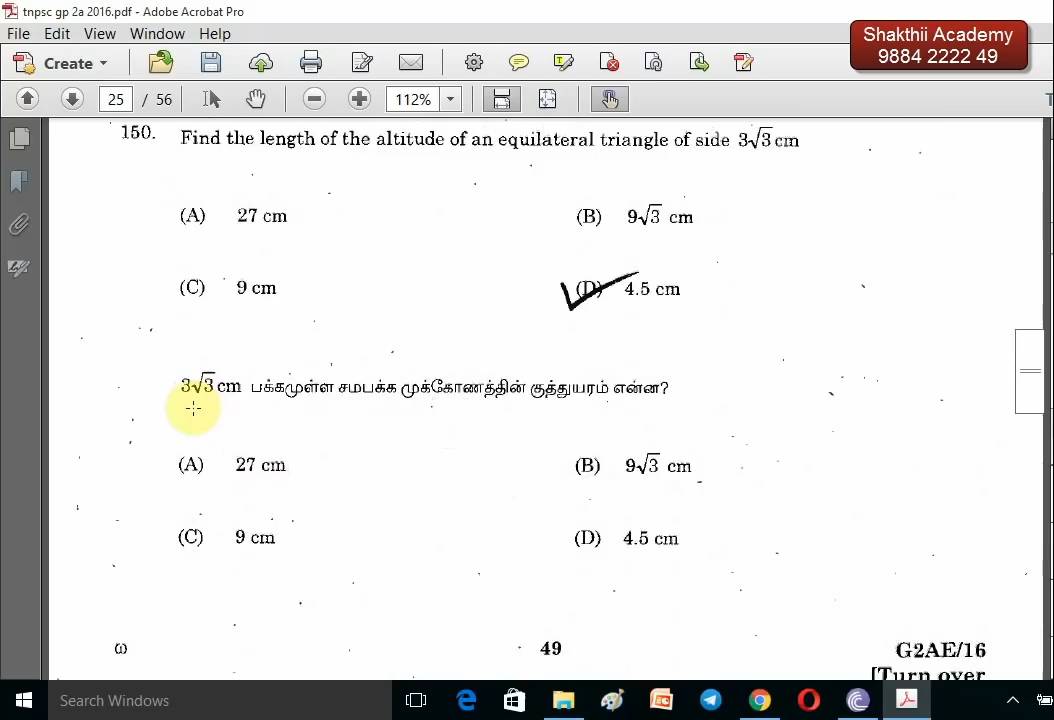 tnpsc gp 2a 2016.pdf - Adobe Acrobat Pro
File Edit View Window Help
Shakthii Academy
9884 2222 49
Create
25 / 56
112%
150. Find the length of the altitude of an equilateral triangle of side 3√3 cm
(A) 27 cm
(B) 9√3 cm
(C) 9 cm
(D) 4.5 cm
3√3 cm பக்கமுள்ள சமபக்க முக்கோணத்தின் குத்துயரம் என்ன?
(A) 27 cm
(B) 9√3 cm
(C) 9 cm
(D) 4.5 cm
ω 49 G2AE/16
[Turn over
Search Windows